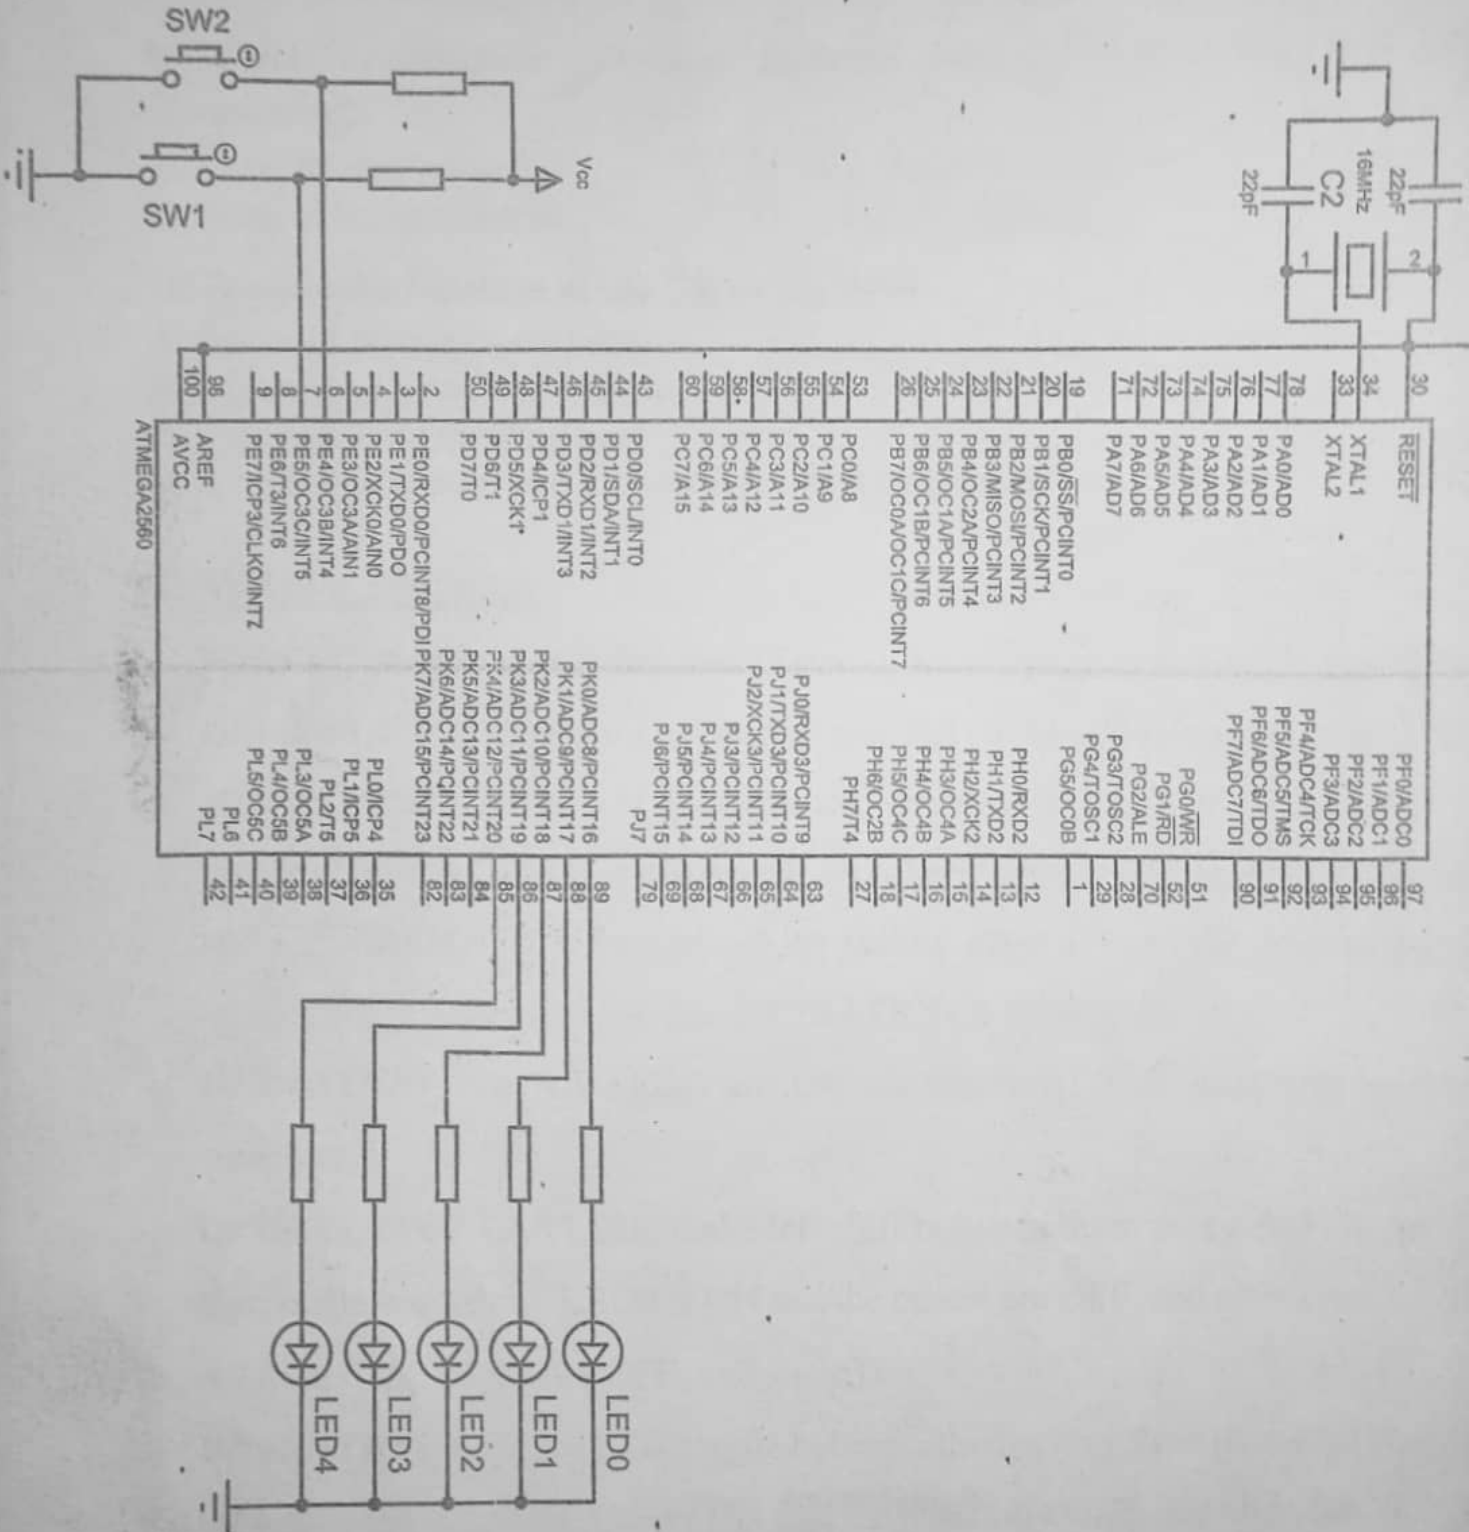 22pF
C2
16MHz
22pF
1
2
30
RESET
34
XTAL1
33
XTAL2
78
PA0/AD0
77
PA1/AD1
76
PA2/AD2
75
PA3/AD3
74
PA4/AD4
73
PA5/AD5
72
PA6/AD6
71
PA7/AD7
19
PB0/SS/PCINT0
20
PB1/SCK/PCINT1
21
PB2/MOSI/PCINT2
22
PB3/MISO/PCINT3
23
PB4/OC2A/PCINT4
24
PB5/OC1A/PCINT5
25
PB6/OC1B/PCINT6
26
PB7/OC0A/OC1C/PCINT7
53
PC0/A8
54
PC1/A9
55
PC2/A10
56
PC3/A11
57
PC4/A12
58
PC5/A13
59
PC6/A14
60
PC7/A15
43
PD0/SCL/INT0
44
PD1/SDA/INT1
45
PD2/RXD1/INT2
46
PD3/TXD1/INT3
47
PD4/ICP1
48
PD5/XCK1
49
PD6/T1
50
PD7/T0
2
PE0/RXD0/PCINT8/PDI
3
PE1/TXD0/PDO
4
PE2/XCK0/AIN0
5
PE3/OC3A/AIN1
6
PE4/OC3B/INT4
7
PE5/OC3C/INT5
8
PE6/T3/INT6
9
PE7/ICP3/CLKO/INT7
98
AREF
100
AVCC
ATMEGA2560
PF0/ADC0
97
PF1/ADC1
96
PF2/ADC2
95
PF3/ADC3
94
PF4/ADC4/TCK
93
PF5/ADC5/TMS
92
PF6/ADC6/TDO
91
PF7/ADC7/TDI
90
PG0/WR
51
PG1/RD
52
PG2/ALE
70
PG3/TOSC2
28
PG4/TOSC1
29
PG5/OC0B
1
PH0/RXD2
12
PH1/TXD2
13
PH2/XCK2
14
PH3/OC4A
15
PH4/OC4B
16
PH5/OC4C
17
PH6/OC2B
18
PH7/T4
27
PJ0/RXD3/PCINT9
63
PJ1/TXD3/PCINT10
64
PJ2/XCK3/PCINT11
65
PJ3/PCINT12
66
PJ4/PCINT13
67
PJ5/PCINT14
68
PJ6/PCINT15
69
PJ7
79
PK0/ADC8/PCINT16
89
PK1/ADC9/PCINT17
88
PK2/ADC10/PCINT18
87
PK3/ADC11/PCINT19
86
PK4/ADC12/PCINT20
85
PK5/ADC13/PCINT21
84
PK6/ADC14/PCINT22
83
PK7/ADC15/PCINT23
82
PL0/ICP4
35
PL1/ICP5
36
PL2/T5
37
PL3/OC5A
38
PL4/OC5B
39
PL5/OC5C
40
PL6
41
PL7
42
Vcc
SW2
SW1
LED0
LED1
LED2
LED3
LED4